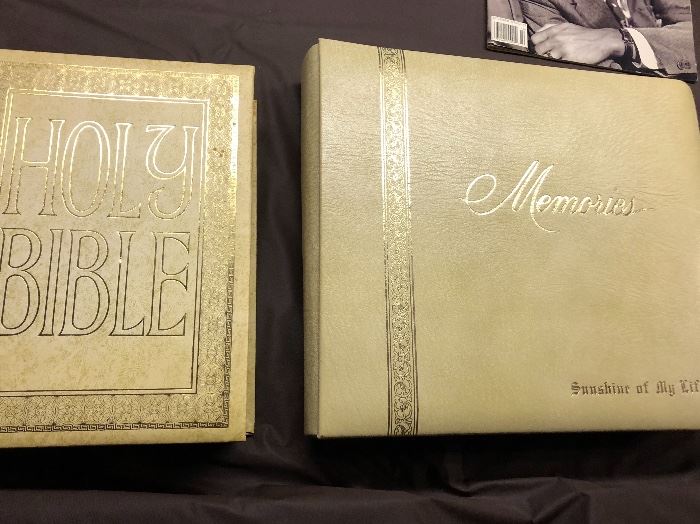 HOLY
BIBLE
Memories
Sunshine of My Lif